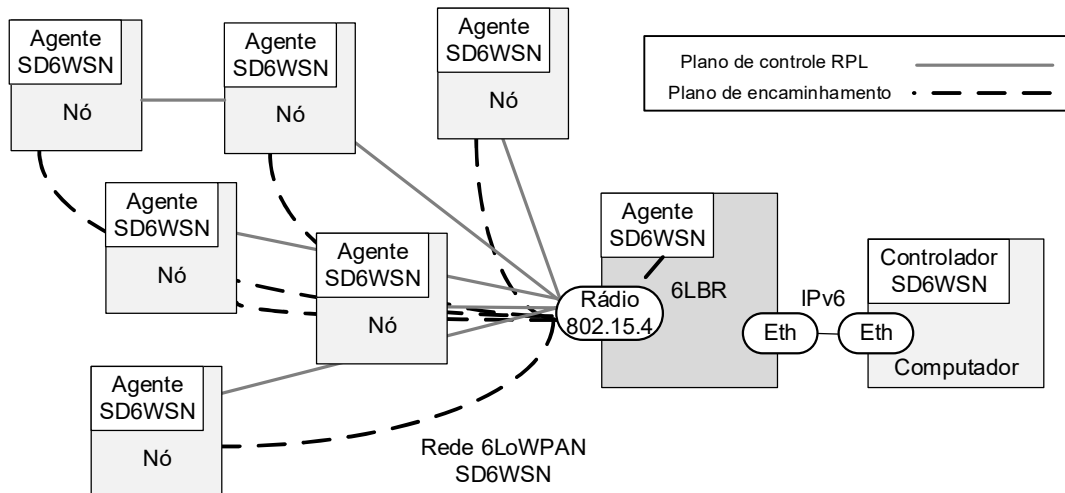 Agente
SD6WSN
Nó
Agente
SD6WSN
Nó
Agente
SD6WSN
Nó
Plano de controle RPL
Plano de encaminhamento
Agente
SD6WSN
Nó
Agente
SD6WSN
Nó
Agente
SD6WSN
6LBR
Rádio
802.15.4
Eth
IPv6
Eth
Controlador
SD6WSN
Computador
Agente
SD6WSN
Nó
Rede 6LoWPAN
SD6WSN